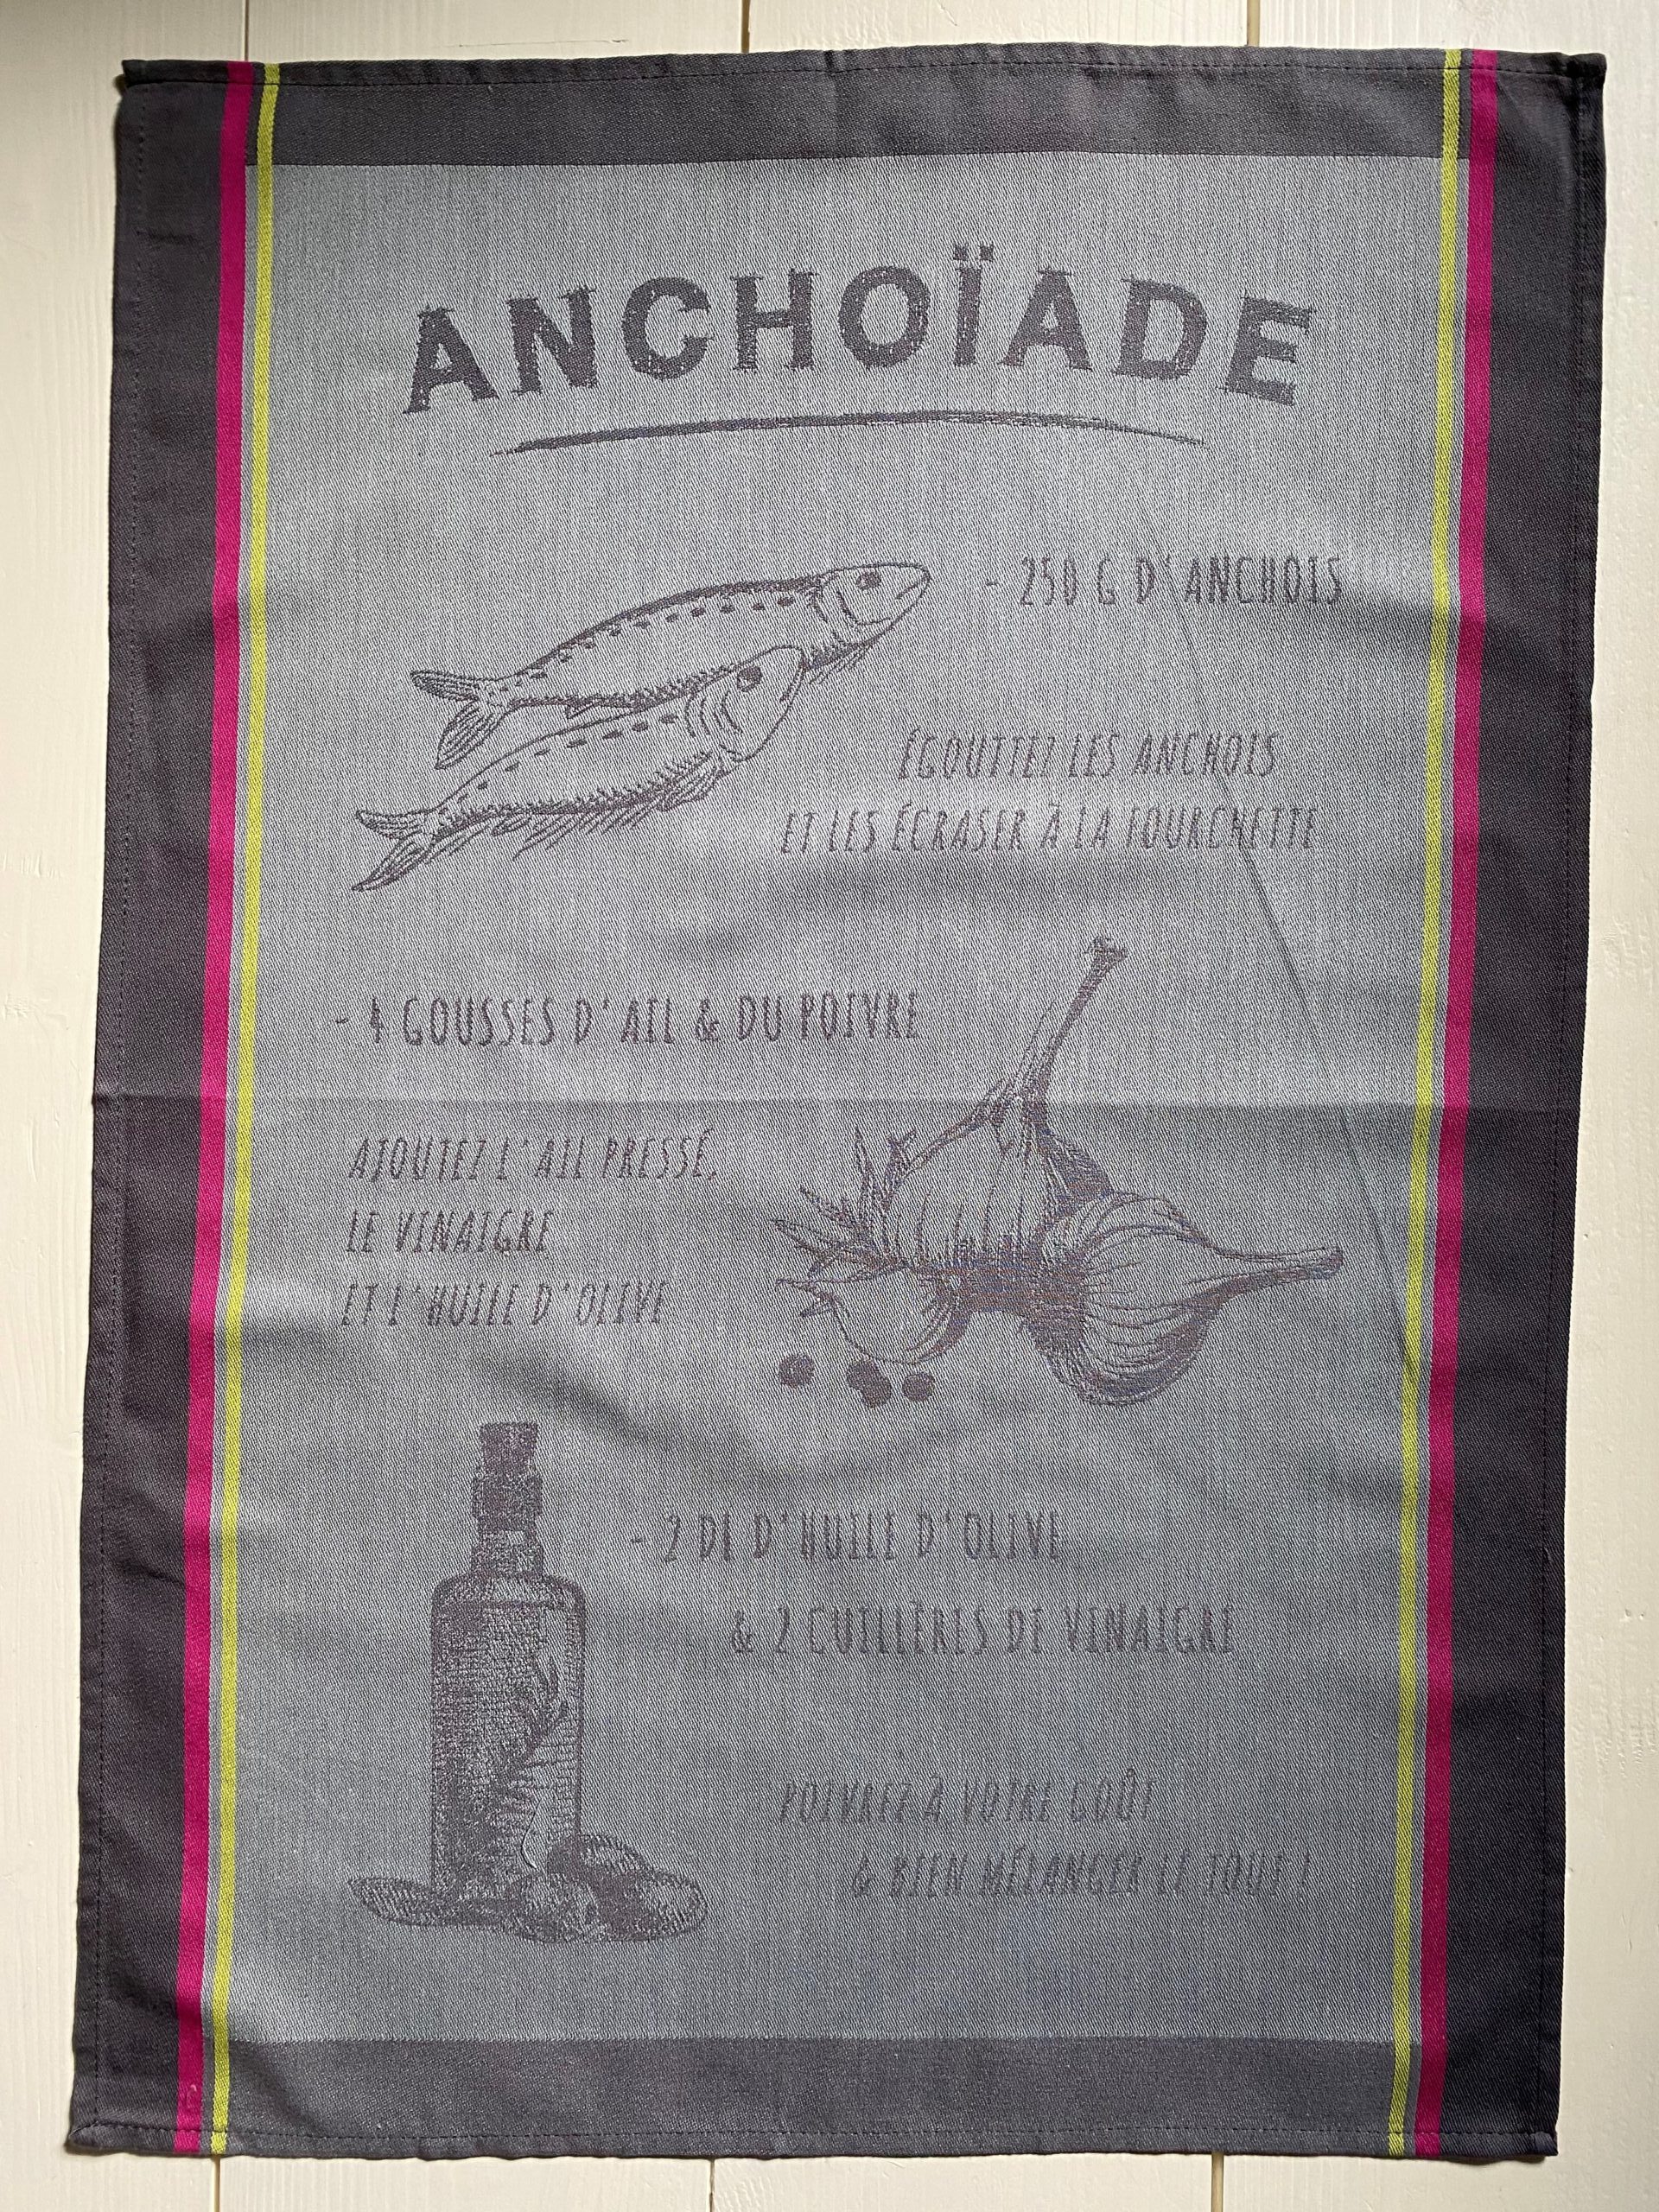 ANCHOÏADE
- 250 G D'ANCHOIS
ÉGOUTTEZ LES ANCHOIS
ET LES ÉCRASER À LA FOURCHETTE
- 4 GOUSSES D'AIL & DU POIVRE
AJOUTEZ L'AIL PRESSÉ,
LE VINAIGRE
ET L'HUILE D'OLIVE
- 2 DL D'HUILE D'OLIVE
& 2 CUILLÈRES DE VINAIGRE
POIVREZ À VOTRE GOÛT
& BIEN MÉLANGER LE TOUT !